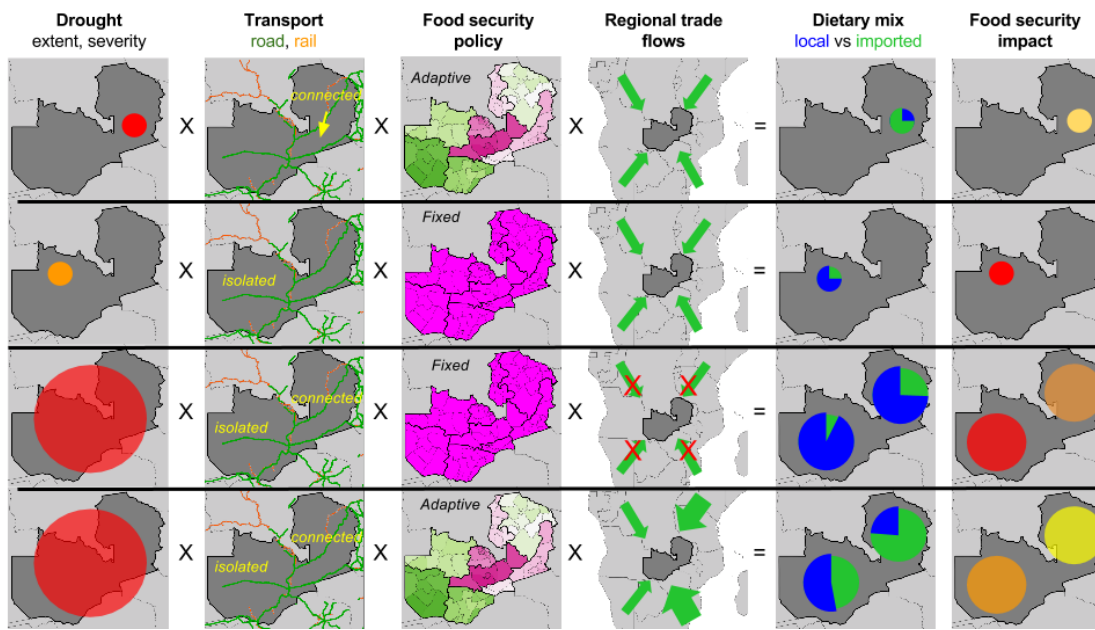 Drought
extent, severity
Transport
road, rail
Food security
policy
Regional trade
flows
Dietary mix
local vs imported
Food security
impact
connected
Adaptive
X X X =
isolated
Fixed
X X X =
isolated
connected
Fixed
X X
X X
X X X =
isolated
connected
Adaptive
X X X =